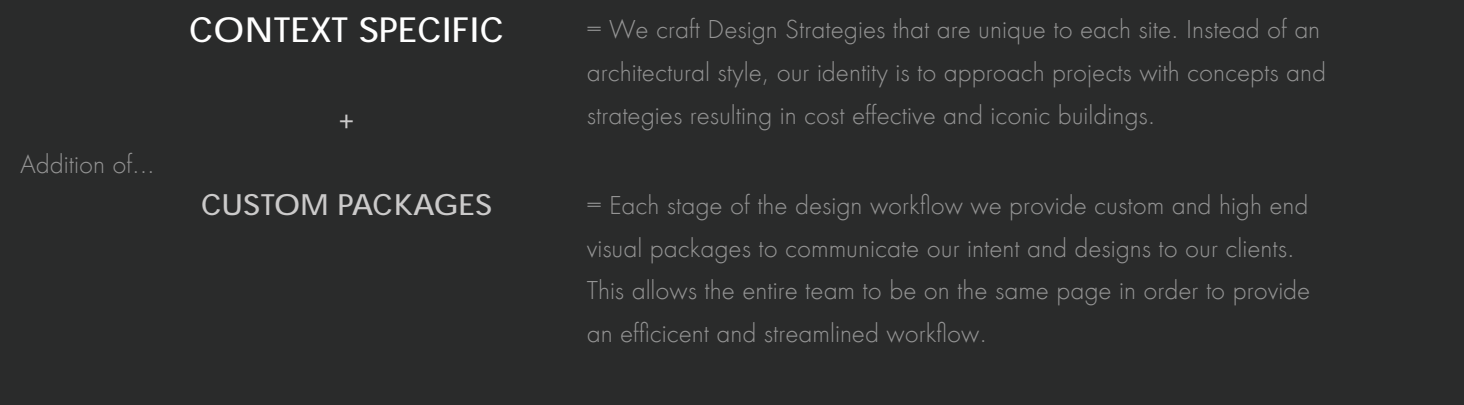 CONTEXT SPECIFIC
= We craft Design Strategies that are unique to each site. Instead of an
architectural style, our identity is to approach projects with concepts and
strategies resulting in cost effective and iconic buildings.
+
Addition of...
CUSTOM PACKAGES
= Each stage of the design workflow we provide custom and high end
visual packages to communicate our intent and designs to our clients.
This allows the entire team to be on the same page in order to provide
an efficicent and streamlined workflow.